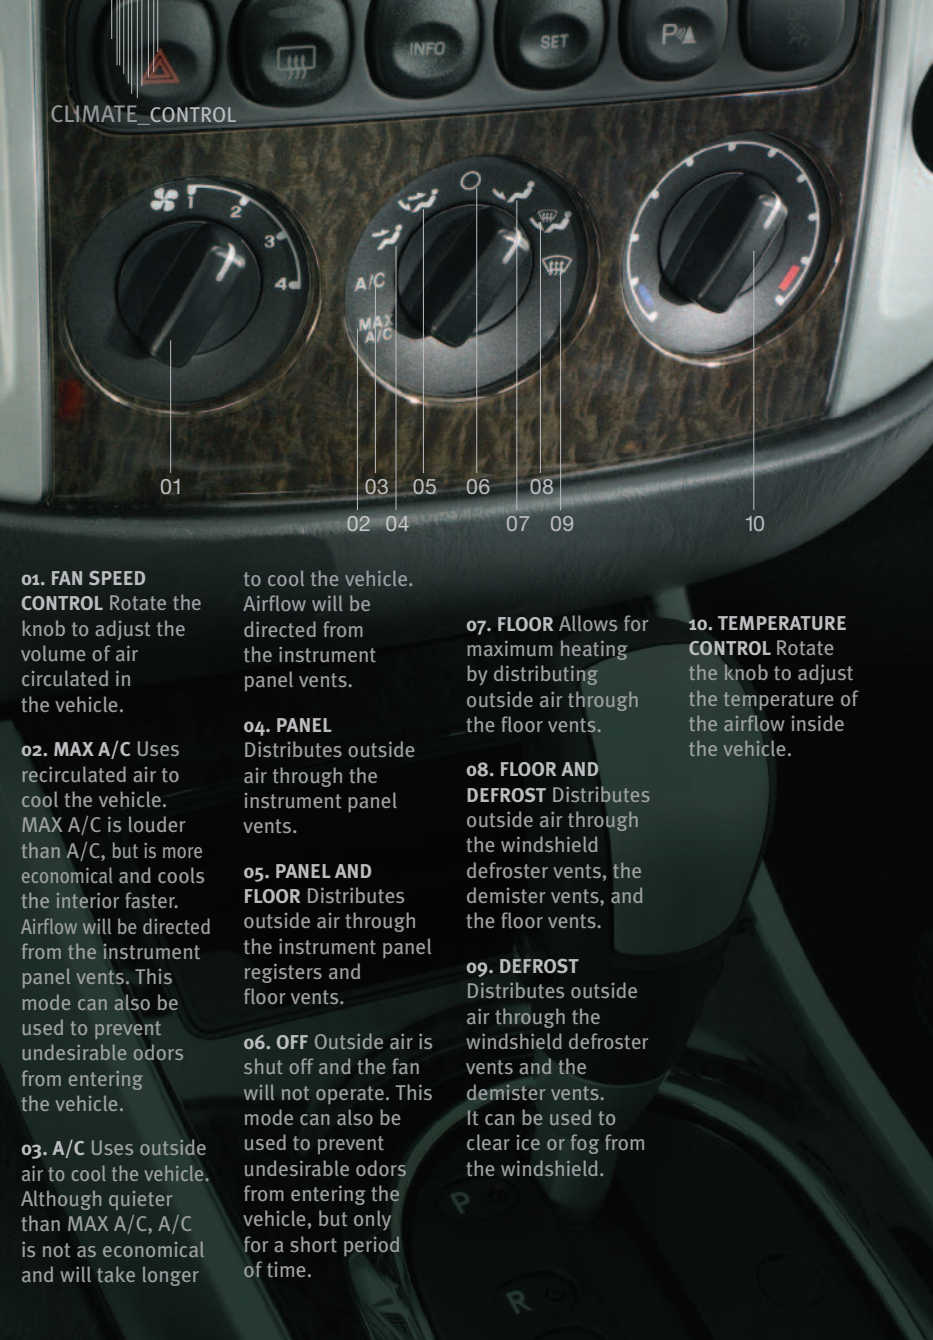 INFO
SET
P
CLIMATE_CONTROL
1
2
3
4
A/C
MAX
A/C
01
03
05
06
08
02
04
07
09
10
01. FAN SPEED
CONTROL Rotate the
knob to adjust the
volume of air
circulated in
the vehicle.
02. MAX A/C Uses
recirculated air to
cool the vehicle.
MAX A/C is louder
than A/C, but is more
economical and cools
the interior faster.
Airflow will be directed
from the instrument
panel vents. This
mode can also be
used to prevent
undesirable odors
from entering
the vehicle.
03. A/C Uses outside
air to cool the vehicle.
Although quieter
than MAX A/C, A/C
is not as economical
and will take longer
to cool the vehicle.
Airflow will be
directed from
the instrument
panel vents.
04. PANEL
Distributes outside
air through the
instrument panel
vents.
05. PANEL AND
FLOOR Distributes
outside air through
the instrument panel
registers and
floor vents.
06. OFF Outside air is
shut off and the fan
will not operate. This
mode can also be
used to prevent
undesirable odors
from entering the
vehicle, but only
for a short period
of time.
07. FLOOR Allows for
maximum heating
by distributing
outside air through
the floor vents.
08. FLOOR AND
DEFROST Distributes
outside air through
the windshield
defroster vents, the
demister vents, and
the floor vents.
09. DEFROST
Distributes outside
air through the
windshield defroster
vents and the
demister vents.
It can be used to
clear ice or fog from
the windshield.
10. TEMPERATURE
CONTROL Rotate
the knob to adjust
the temperature of
the airflow inside
the vehicle.
P
R